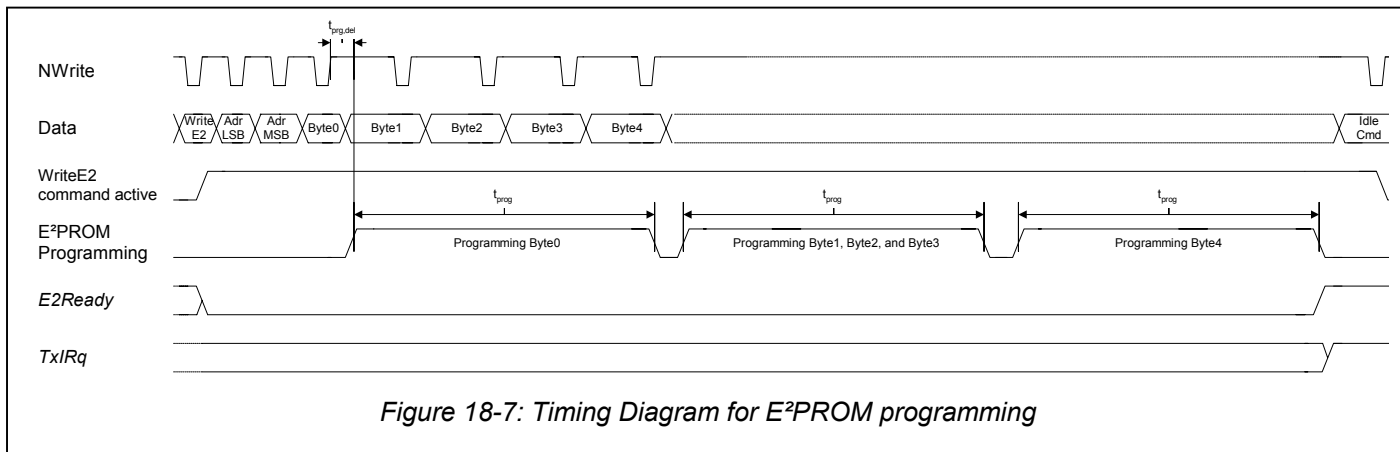 tprg,del
NWrite
Data
Write E2
Adr LSB
Adr MSB
Byte0
Byte1
Byte2
Byte3
Byte4
Idle Cmd
WriteE2
command active
tprog
tprog
tprog
E²PROM
Programming
Programming Byte0
Programming Byte1, Byte2, and Byte3
Programming Byte4
E2Ready
TxIRq
Figure 18-7: Timing Diagram for E²PROM programming